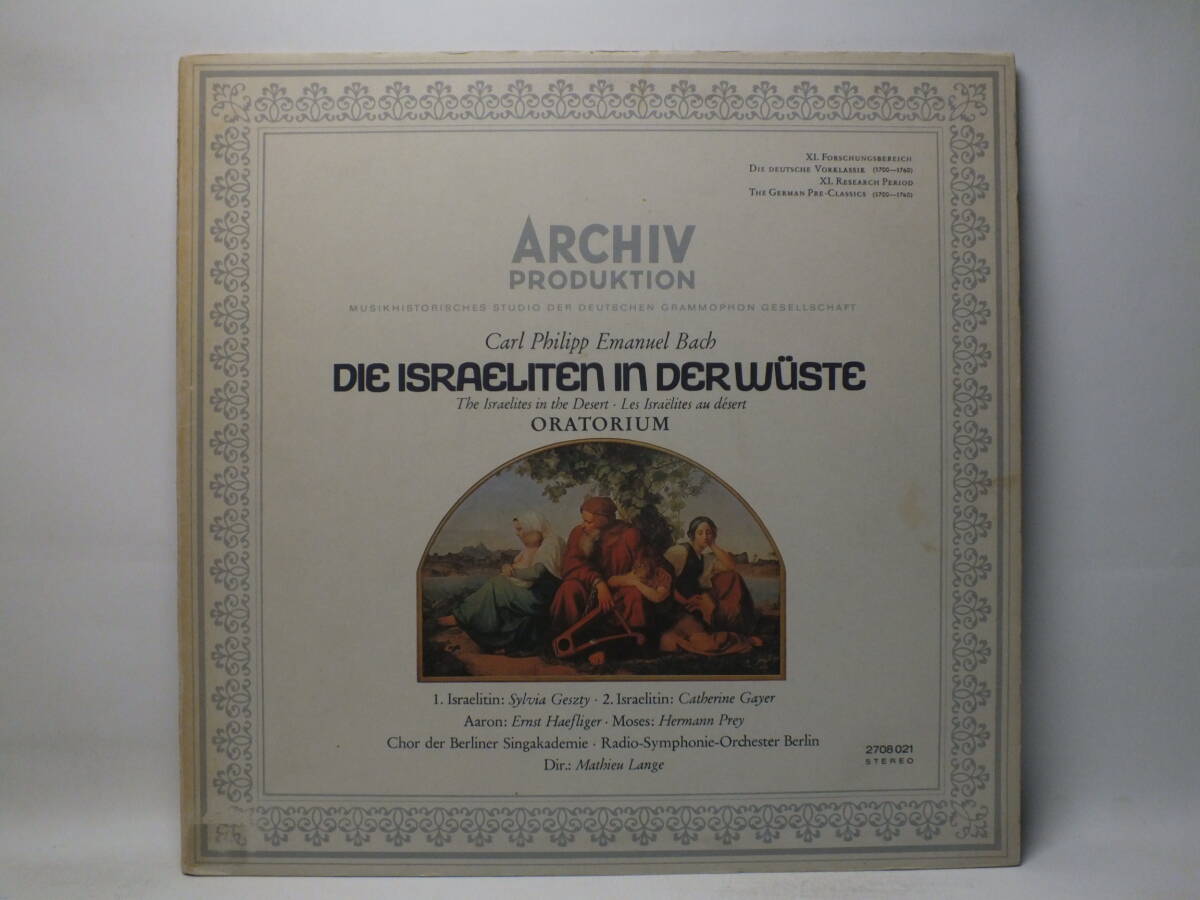 XI. Forschungsbereich
Die deutsche Vorklassik (1700—1760)
XI. Research Period
The German Pre-Classics (1700—1760)
ARCHIV
PRODUKTION
MUSIKHISTORISCHES STUDIO DER DEUTSCHEN GRAMMOPHON GESELLSCHAFT
Carl Philipp Emanuel Bach
DIE ISRAELITEN IN DER WÜSTE
The Israelites in the Desert · Les Israëlites au désert
ORATORIUM
1. Israelitin: Sylvia Geszty · 2. Israelitin: Catherine Gayer
Aaron: Ernst Haefliger · Moses: Hermann Prey
Chor der Berliner Singakademie · Radio-Symphonie-Orchester Berlin
Dir.: Mathieu Lange
2708 021
STEREO